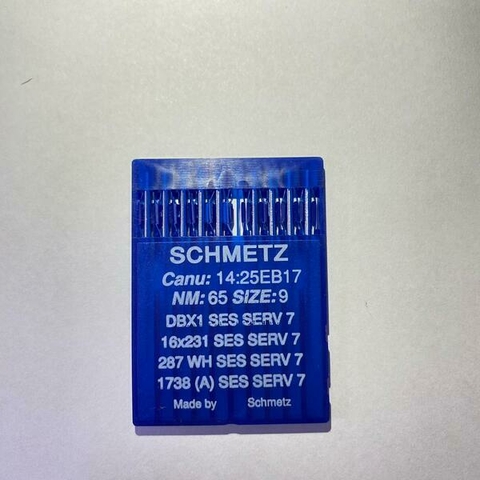 SCHMETZ
Canu: 14:25EB17
NM: 65 SIZE: 9
DBX1 SES SERV 7
16x231 SES SERV 7
287 WH SES SERV 7
1738 (A) SES SERV 7
Made by Schmetz